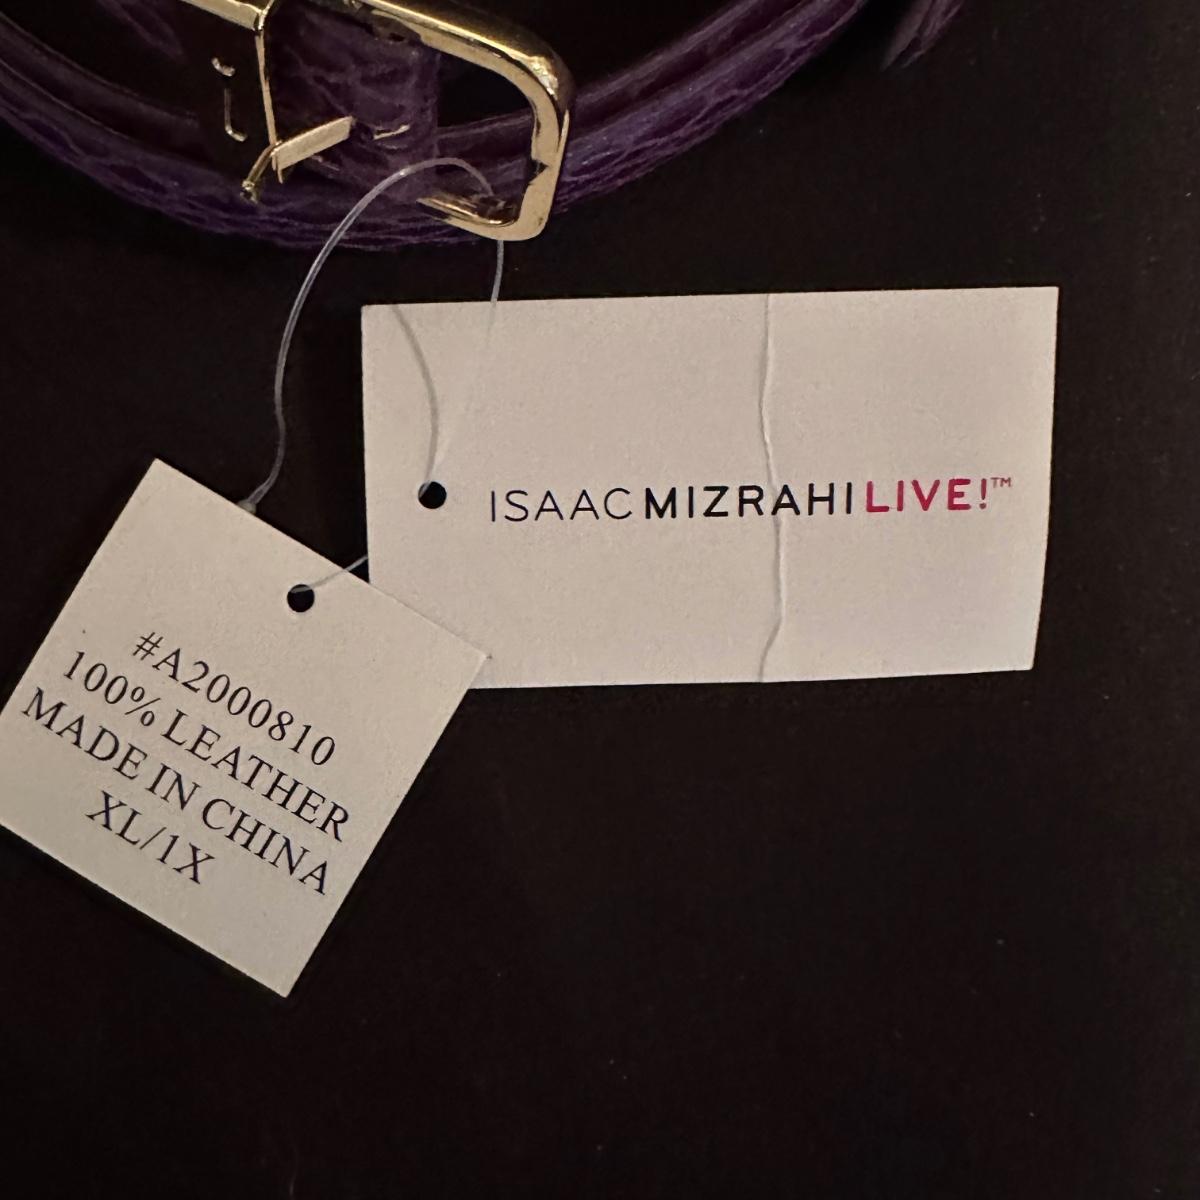 ISAACMIZRAHILIVE!™
#A2000810
100% LEATHER
MADE IN CHINA
XL/1X